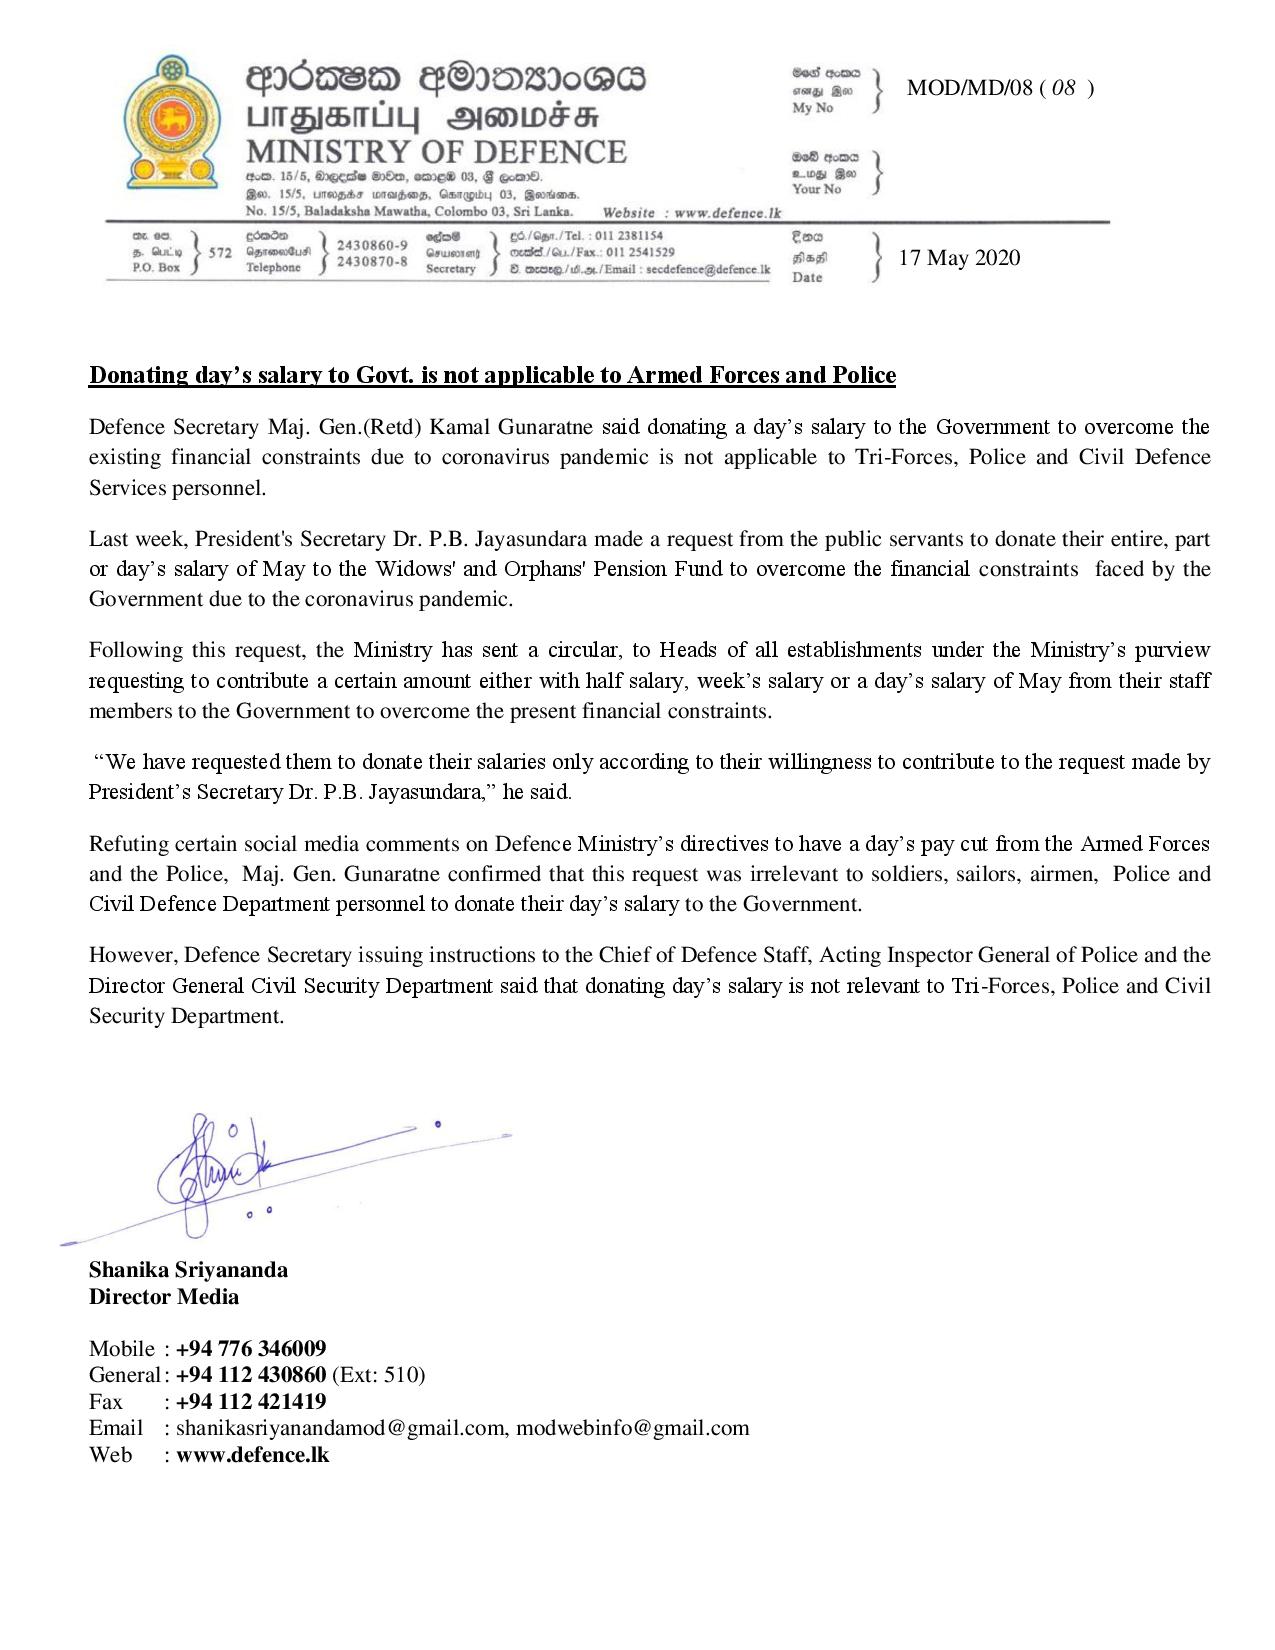 ආරක්ෂක අමාත්‍යාංශය
பாதுகாப்பு அமைச்சு
MINISTRY OF DEFENCE
අංක. 15/5, බාලදක්ෂ මාවත, කොළඹ 03, ශ්‍රී ලංකාව.
இல. 15/5, பாலதக்ச மாவத்தை, கொழும்பு 03, இலங்கை.
No. 15/5, Baladaksha Mawatha, Colombo 03, Sri Lanka. Website : www.defence.lk
මගේ අංකය
எனது இல
My No
MOD/MD/08 ( 08 )
ඔබේ අංකය
உமது இல
Your No
තැ. පෙ.
த. பெட்டி
P.O. Box
572
දුරකථන
தொலைபேசி
Telephone
2430860-9
2430870-8
ලේකම්
செயலாளர்
Secretary
දුර./தொ./Tel. : 011 2381154
ෆැක්ස්./பெ./Fax.: 011 2541529
වි. තැපෑල./மி.அ./Email : secdefence@defence.lk
දිනය
திகதி
Date
17 May 2020
Donating day’s salary to Govt. is not applicable to Armed Forces and Police
Defence Secretary Maj. Gen.(Retd) Kamal Gunaratne said donating a day’s salary to the Government to overcome the
existing financial constraints due to coronavirus pandemic is not applicable to Tri-Forces, Police and Civil Defence
Services personnel.
Last week, President's Secretary Dr. P.B. Jayasundara made a request from the public servants to donate their entire, part
or day’s salary of May to the Widows' and Orphans' Pension Fund to overcome the financial constraints faced by the
Government due to the coronavirus pandemic.
Following this request, the Ministry has sent a circular, to Heads of all establishments under the Ministry’s purview
requesting to contribute a certain amount either with half salary, week’s salary or a day’s salary of May from their staff
members to the Government to overcome the present financial constraints.
“We have requested them to donate their salaries only according to their willingness to contribute to the request made by
President’s Secretary Dr. P.B. Jayasundara,” he said.
Refuting certain social media comments on Defence Ministry’s directives to have a day’s pay cut from the Armed Forces
and the Police, Maj. Gen. Gunaratne confirmed that this request was irrelevant to soldiers, sailors, airmen, Police and
Civil Defence Department personnel to donate their day’s salary to the Government.
However, Defence Secretary issuing instructions to the Chief of Defence Staff, Acting Inspector General of Police and the
Director General Civil Security Department said that donating day’s salary is not relevant to Tri-Forces, Police and Civil
Security Department.
Shanika Sriyananda
Director Media
Mobile : +94 776 346009
General : +94 112 430860 (Ext: 510)
Fax : +94 112 421419
Email : shanikasriyanandamod@gmail.com, modwebinfo@gmail.com
Web : www.defence.lk